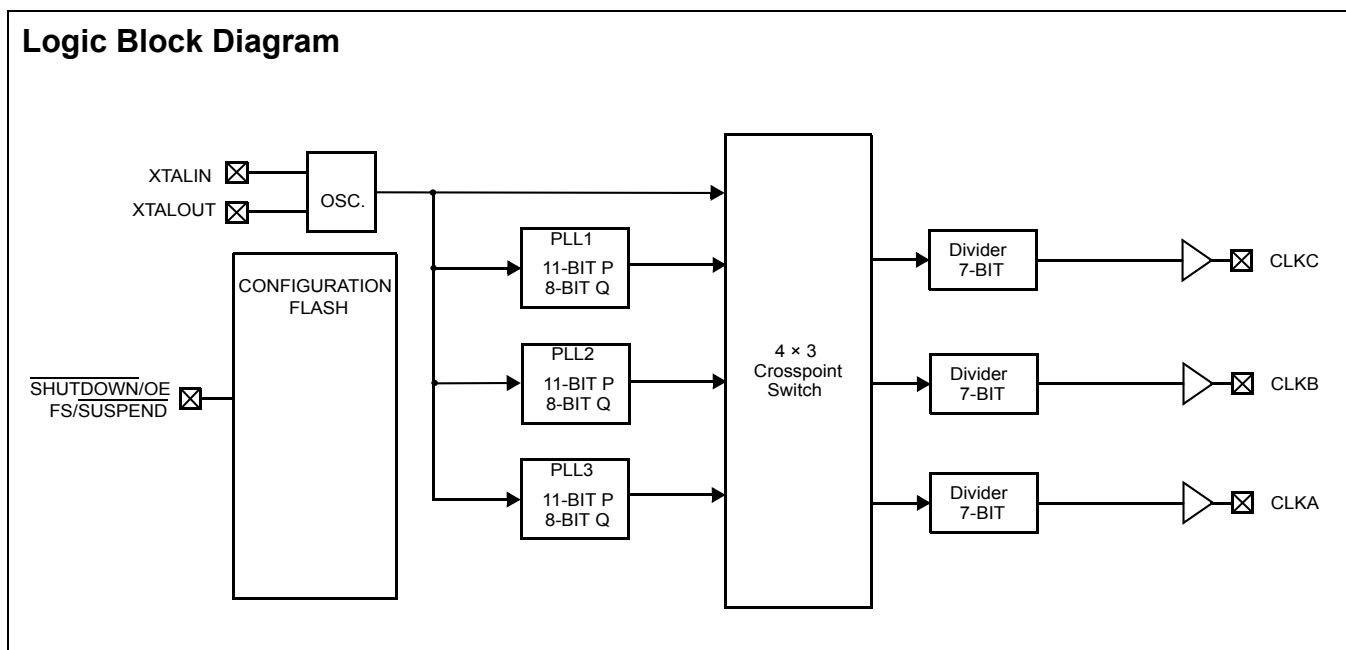 Logic Block Diagram
XTALIN
XTALOUT
OSC.
CONFIGURATION
FLASH
SHUTDOWN/OE
FS/SUSPEND
PLL1
11-BIT P
8-BIT Q
PLL2
11-BIT P
8-BIT Q
PLL3
11-BIT P
8-BIT Q
4 × 3
Crosspoint
Switch
Divider
7-BIT
CLKC
Divider
7-BIT
CLKB
Divider
7-BIT
CLKA